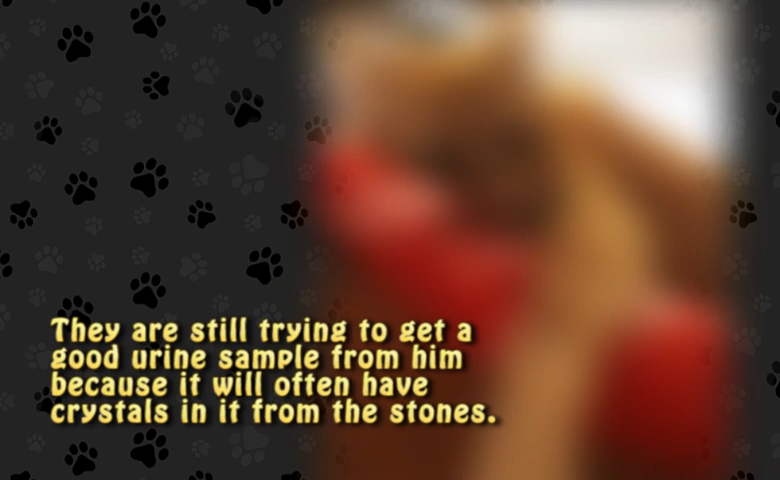 They are still trying to get a
good urine sample from him
because it will often have
crystals in it from the stones.